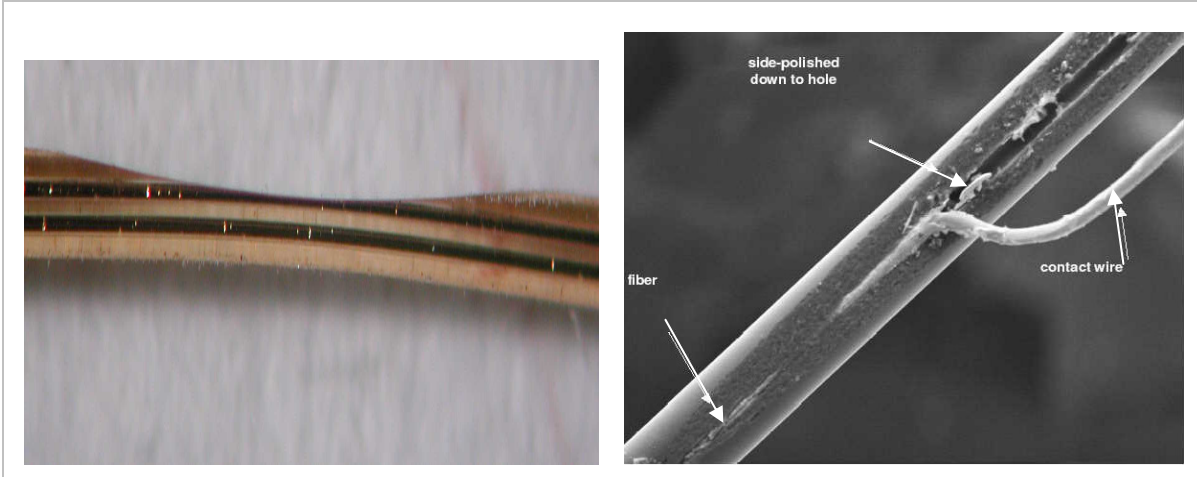 side-polished
down to hole
contact wire
fiber